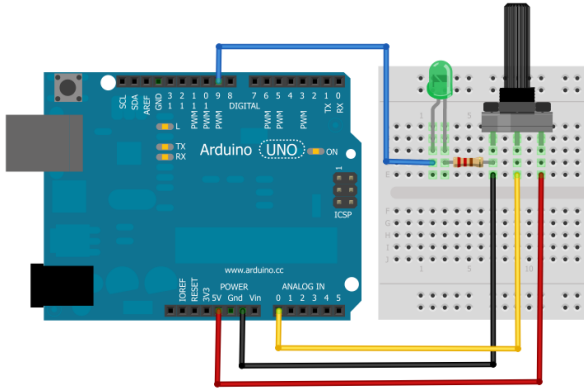 SCL
SDA
AREF
GND
13
12
PWM 11
PWM 10
PWM 9
8
7
PWM 6
PWM 5
4
PWM 3
2
TX 1
RX 0
DIGITAL
L
TX
RX
Arduino UNO
ON
1
ICSP
www.arduino.cc
POWER
ANALOG IN
IOREF
RESET
3V3
5V
Gnd
Vin
0 1 2 3 4 5
1 5
E
F
G
H
I
J
1 5 10